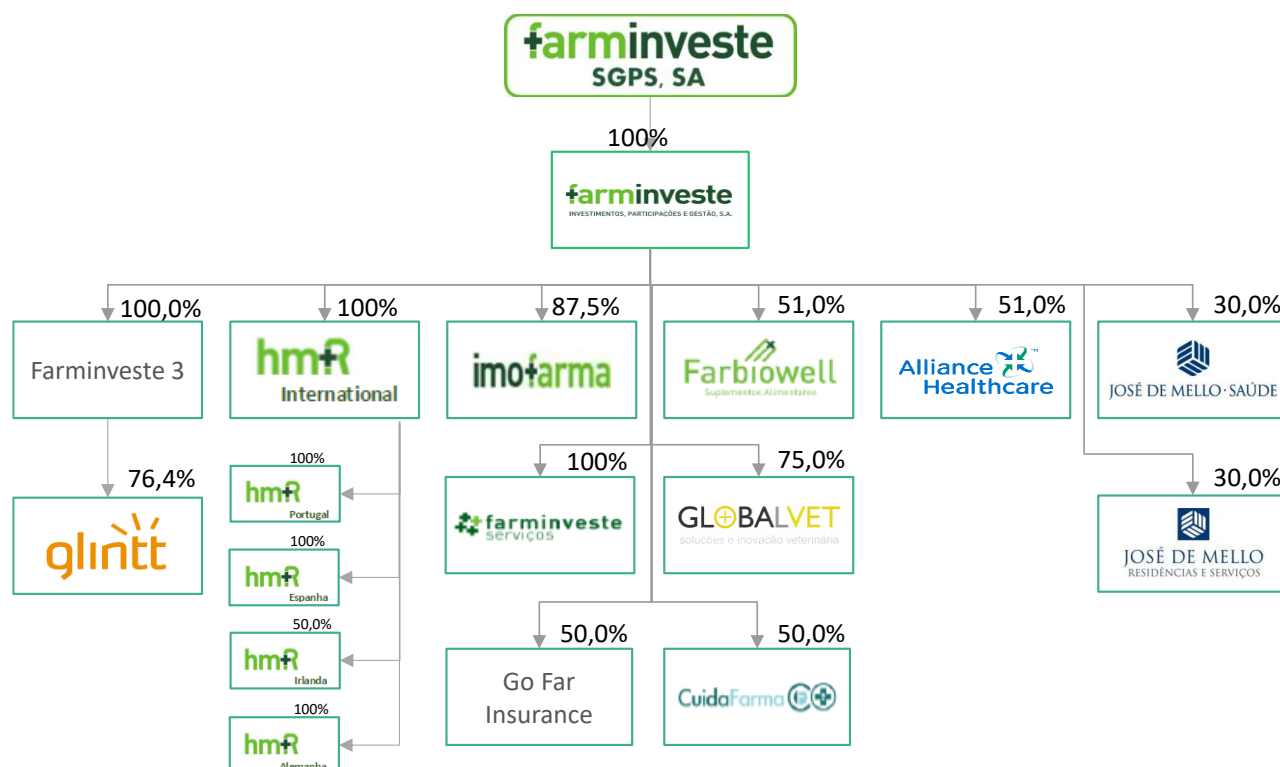 farminveste
SGPS, SA
100%
farminveste
INVESTIMENTOS, PARTICIPAÇÕES E GESTÃO, S.A.
100,0%
100%
87,5%
51,0%
51,0%
30,0%
Farminveste 3
hmR
International
imofarma
Farbiowell
Suplementos Alimentares
Alliance
Healthcare
™
JOSÉ DE MELLO·SAÚDE
76,4%
glintt
100%
hmR
Portugal
100%
hmR
Espanha
50,0%
hmR
Irlanda
100%
hmR
Alemanha
100%
farminveste
serviços
75,0%
GLOBALVET
soluções e inovação veterinária
30,0%
JOSÉ DE MELLO
RESIDÊNCIAS E SERVIÇOS
50,0%
Go Far
Insurance
50,0%
CuidaFarma